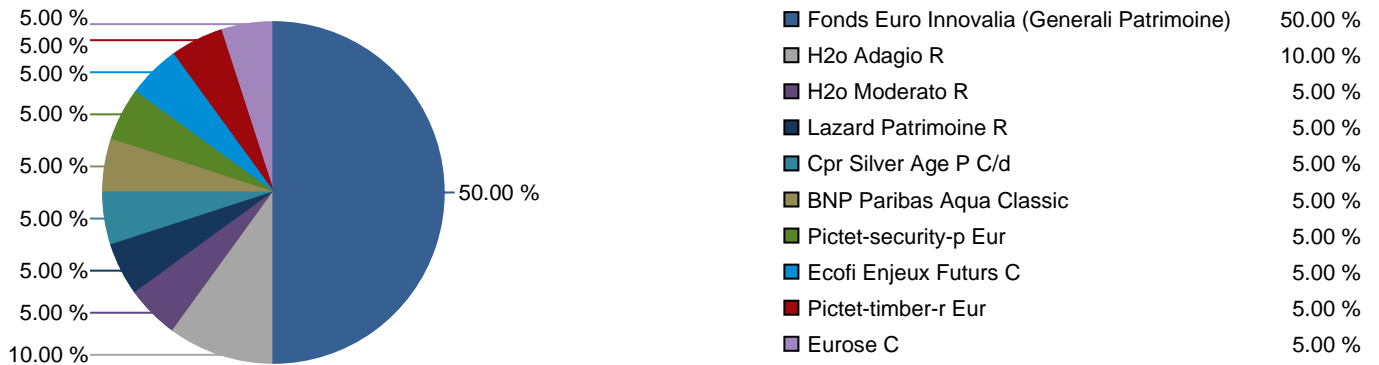 5.00 %
5.00 %
5.00 %
5.00 %
5.00 %
5.00 %
5.00 %
5.00 %
10.00 %
50.00 %
Fonds Euro Innovalia (Generali Patrimoine) 50.00 %
H2o Adagio R 10.00 %
H2o Moderato R 5.00 %
Lazard Patrimoine R 5.00 %
Cpr Silver Age P C/d 5.00 %
BNP Paribas Aqua Classic 5.00 %
Pictet-security-p Eur 5.00 %
Ecofi Enjeux Futurs C 5.00 %
Pictet-timber-r Eur 5.00 %
Eurose C 5.00 %